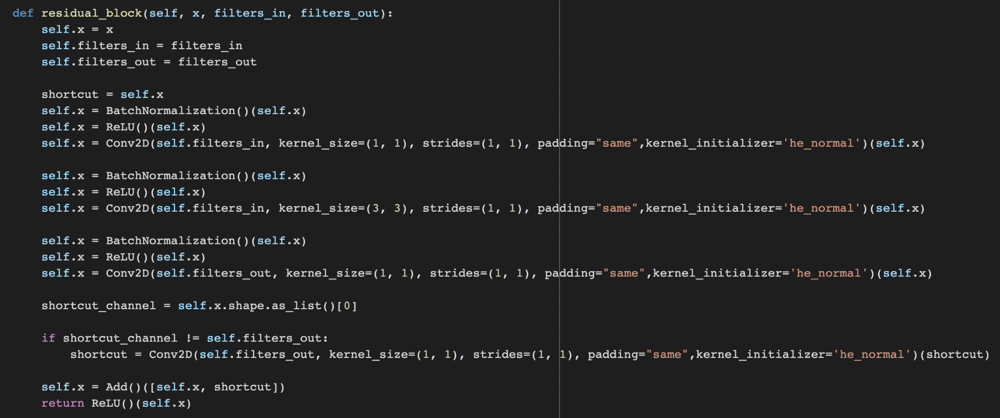 def residual_block(self, x, filters_in, filters_out):
    self.x = x
    self.filters_in = filters_in
    self.filters_out = filters_out

    shortcut = self.x
    self.x = BatchNormalization()(self.x)
    self.x = ReLU()(self.x)
    self.x = Conv2D(self.filters_in, kernel_size=(1, 1), strides=(1, 1), padding="same",kernel_initializer='he_normal')(self.x)

    self.x = BatchNormalization()(self.x)
    self.x = ReLU()(self.x)
    self.x = Conv2D(self.filters_in, kernel_size=(3, 3), strides=(1, 1), padding="same",kernel_initializer='he_normal')(self.x)

    self.x = BatchNormalization()(self.x)
    self.x = ReLU()(self.x)
    self.x = Conv2D(self.filters_out, kernel_size=(1, 1), strides=(1, 1), padding="same",kernel_initializer='he_normal')(self.x)

    shortcut_channel = self.x.shape.as_list()[0]

    if shortcut_channel != self.filters_out:
        shortcut = Conv2D(self.filters_out, kernel_size=(1, 1), strides=(1, 1), padding="same",kernel_initializer='he_normal')(shortcut)

    self.x = Add()([self.x, shortcut])
    return ReLU()(self.x)